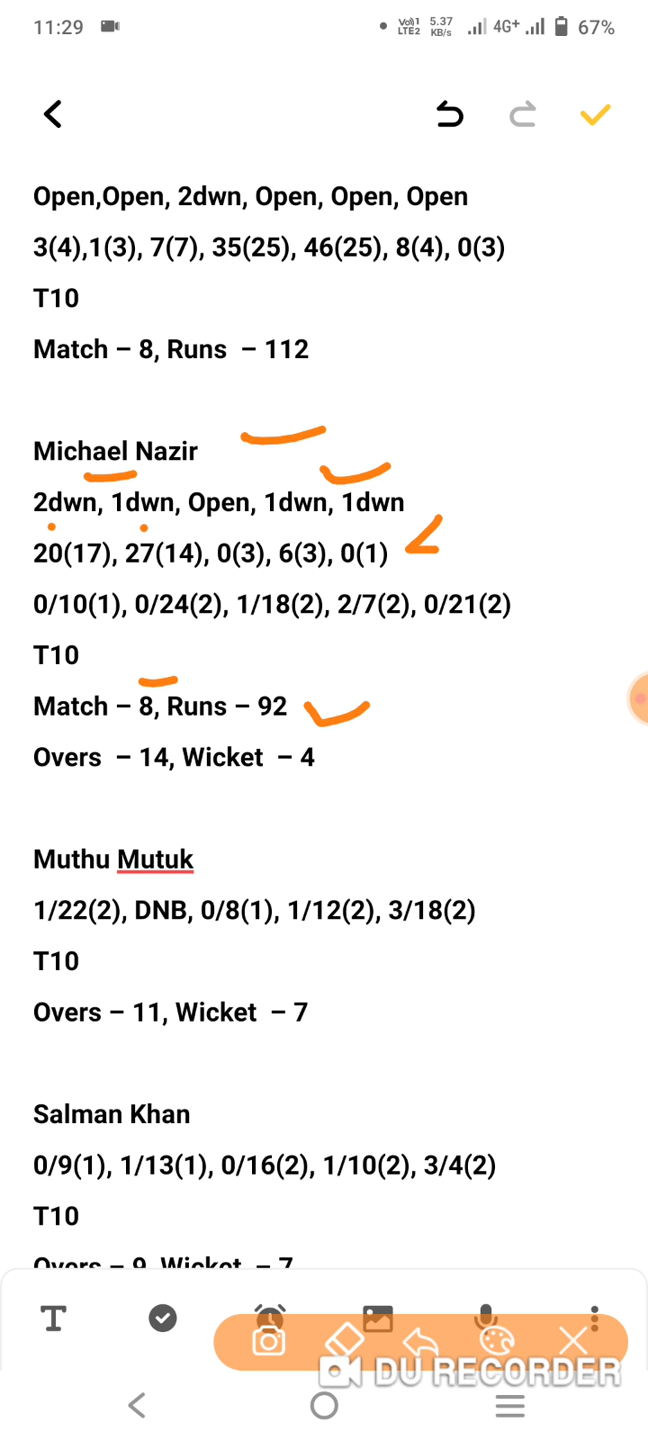 11:29 Vo)) 1 LTE2 5.37 KB/s 4G+ 67%
Open,Open, 2dwn, Open, Open, Open
3(4),1(3), 7(7), 35(25), 46(25), 8(4), 0(3)
T10
Match – 8, Runs – 112
Michael Nazir
2dwn, 1dwn, Open, 1dwn, 1dwn
20(17), 27(14), 0(3), 6(3), 0(1)
0/10(1), 0/24(2), 1/18(2), 2/7(2), 0/21(2)
T10
Match – 8, Runs – 92
Overs – 14, Wicket – 4
Muthu Mutuk
1/22(2), DNB, 0/8(1), 1/12(2), 3/18(2)
T10
Overs – 11, Wicket – 7
Salman Khan
0/9(1), 1/13(1), 0/16(2), 1/10(2), 3/4(2)
T10
Overs – 9, Wicket – 7
T
DU RECORDER